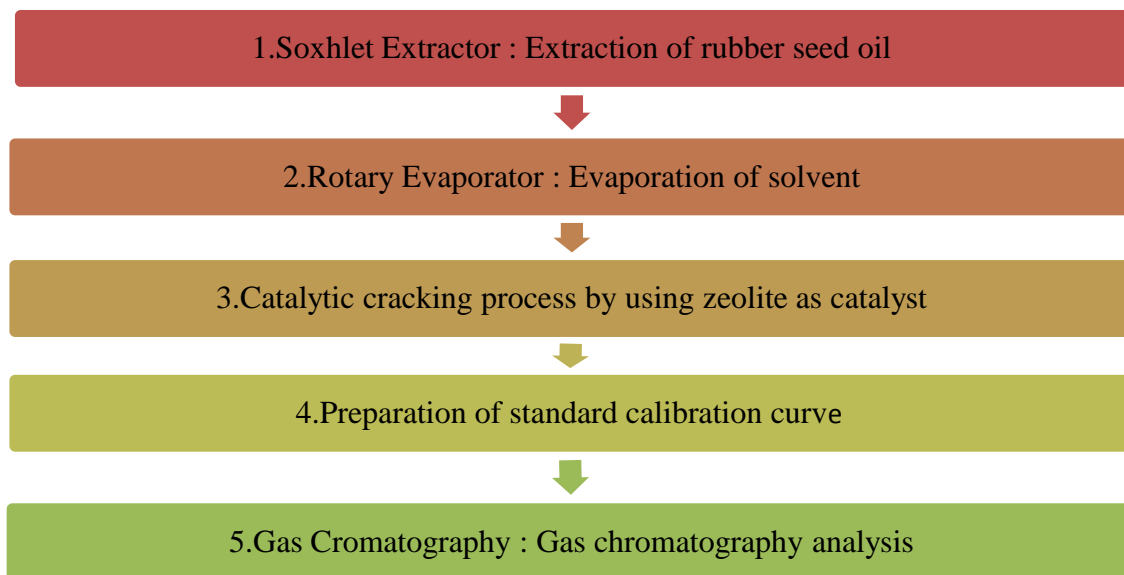 1.Soxhlet Extractor : Extraction of rubber seed oil
2.Rotary Evaporator : Evaporation of solvent
3.Catalytic cracking process by using zeolite as catalyst
4.Preparation of standard calibration curve
5.Gas Cromatography : Gas chromatography analysis